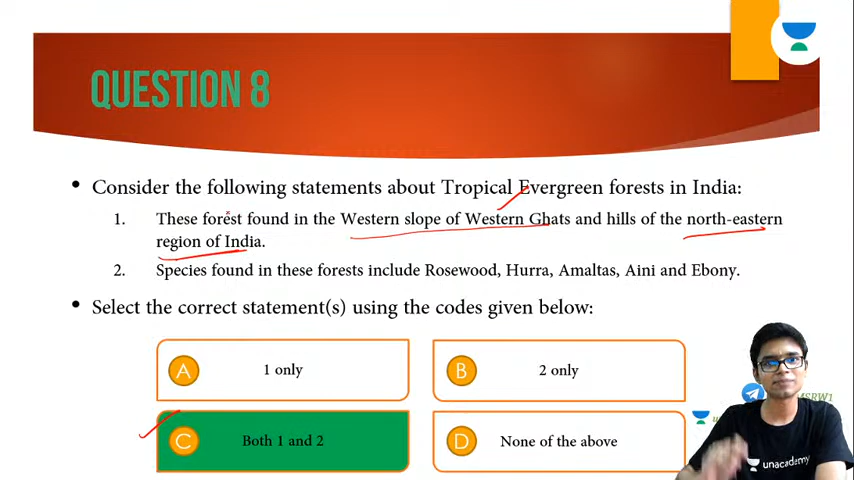 QUESTION 8
• Consider the following statements about Tropical Evergreen forests in India:
1. These forest found in the Western slope of Western Ghats and hills of the north-eastern
region of India.
2. Species found in these forests include Rosewood, Hurra, Amaltas, Aini and Ebony.
• Select the correct statement(s) using the codes given below:
A 1 only
B 2 only
C Both 1 and 2
D None of the above
MSRW1
unacademy